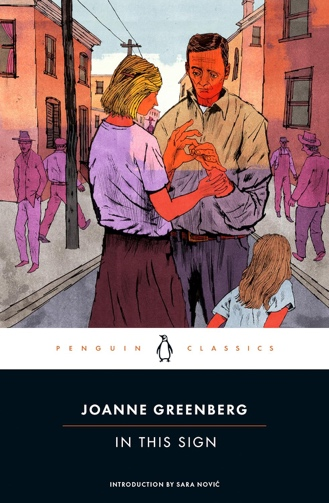 PENGUIN CLASSICS
JOANNE GREENBERG
IN THIS SIGN
INTRODUCTION BY SARA NOVIĆ